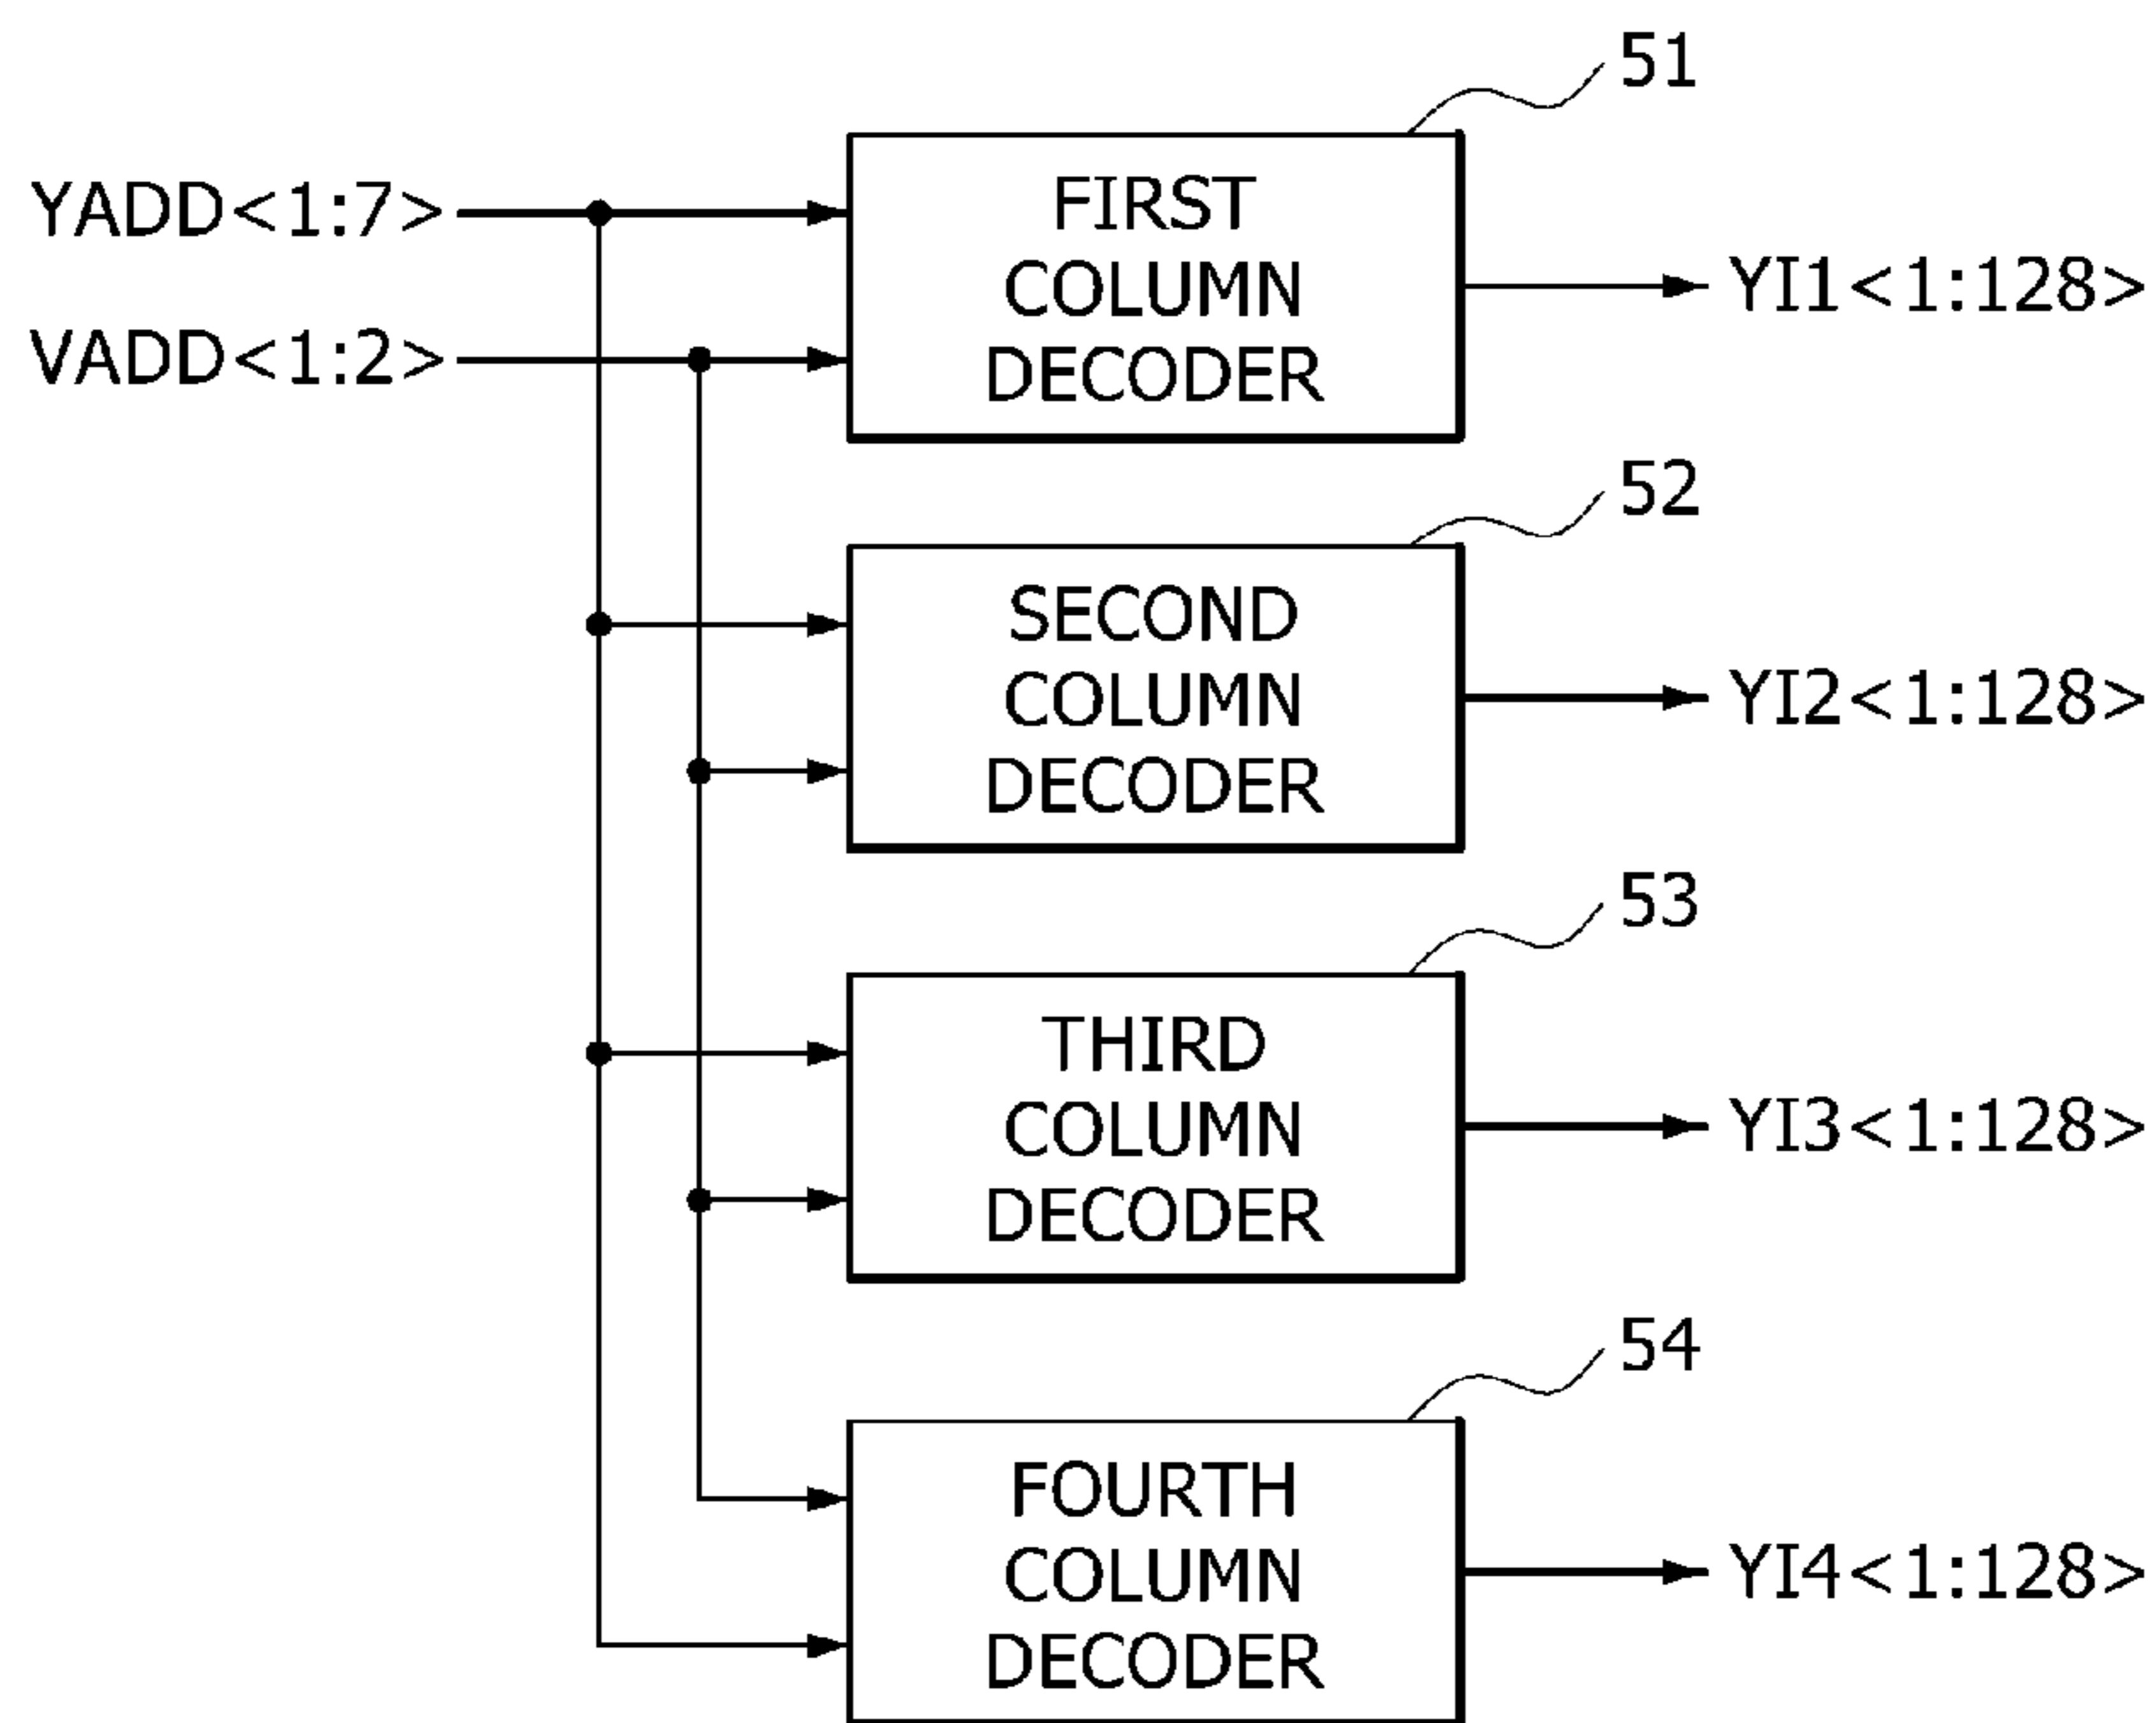 51
YADD<1:7>
VADD<1:2>
FIRST
COLUMN
DECODER
YI1<1:128>
52
SECOND
COLUMN
DECODER
YI2<1:128>
53
THIRD
COLUMN
DECODER
YI3<1:128>
54
FOURTH
COLUMN
DECODER
YI4<1:128>